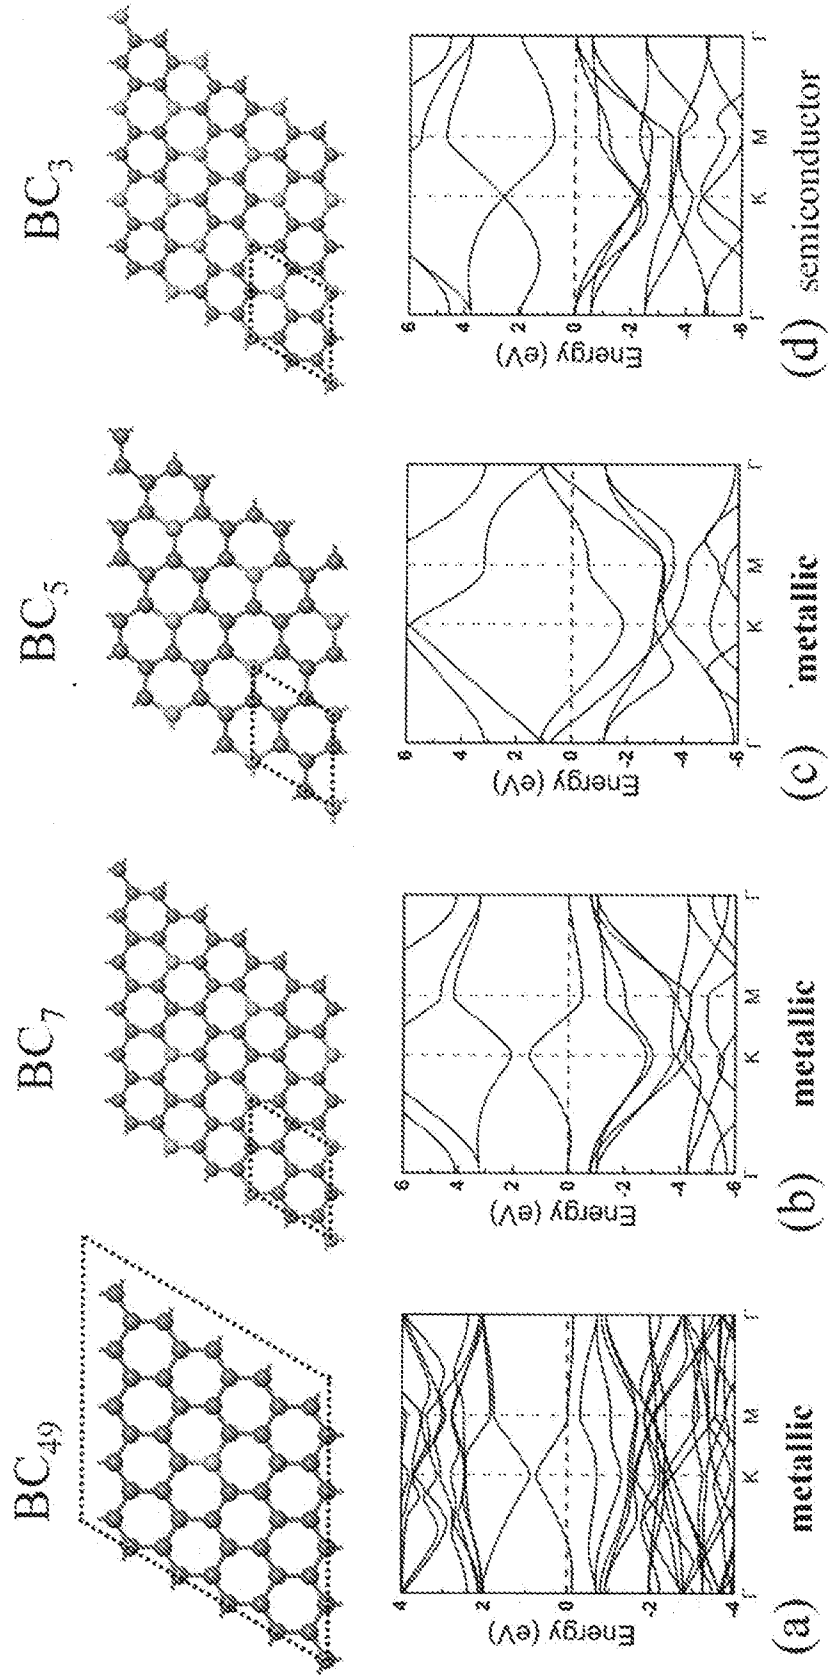 BC₄₉ BC₇ BC₅ BC₃
Energy (eV)
4
2
0
-2
-4
Γ K M Γ
Energy (eV)
6
4
2
0
-2
-4
-6
Γ K M Γ
Energy (eV)
6
4
2
0
-2
-4
-6
Γ K M Γ
Energy (eV)
6
4
2
0
-2
-4
-6
Γ K M Γ
(a) metallic
(b) metallic
(c) metallic
(d) semiconductor